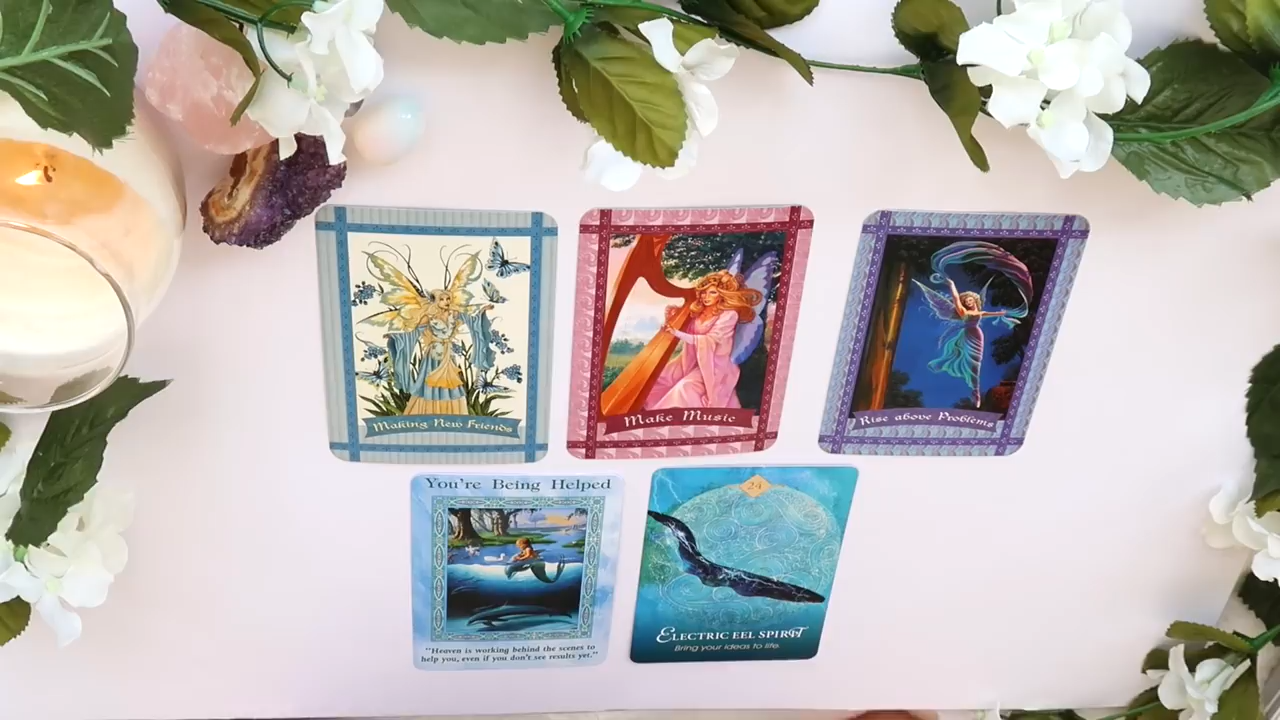 Making New Friends
Make Music
Rise above Problems
You're Being Helped
"Heaven is working behind the scenes to
help you, even if you don't see results yet."
24
ELECTRIC EEL SPIRIT
Bring your ideas to life.